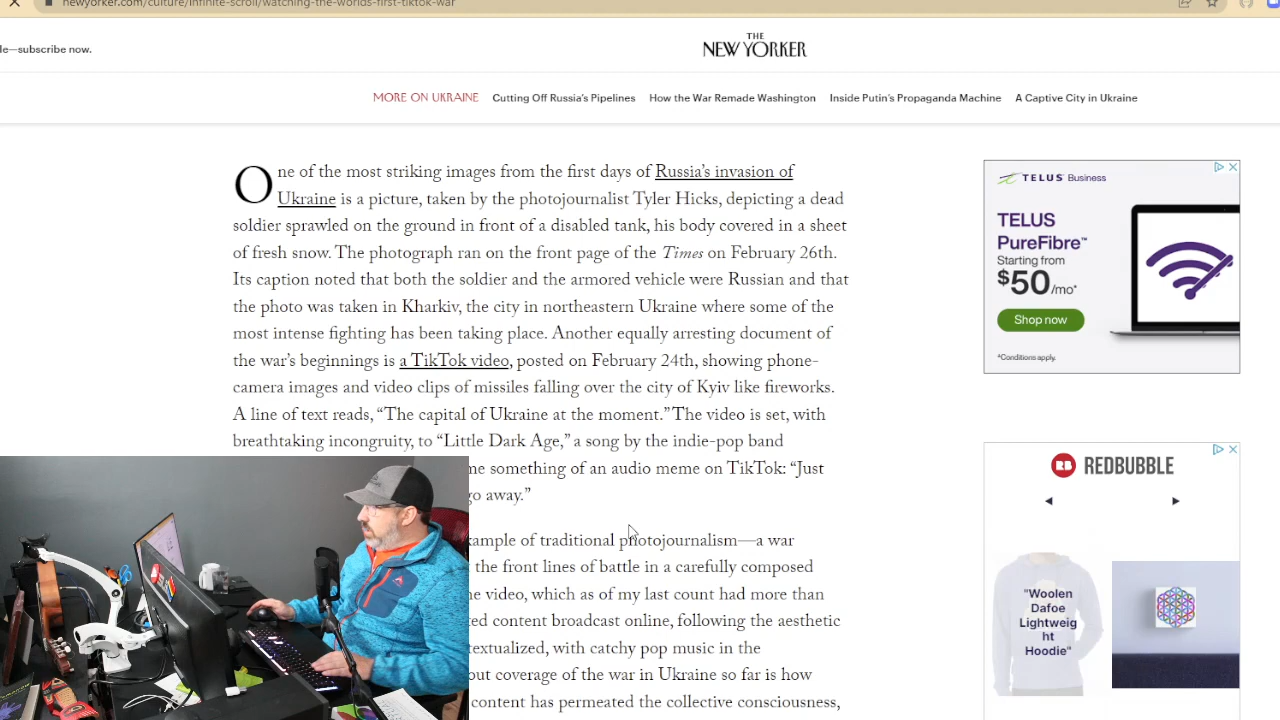 newyorker.com/culture/infinite-scroll/watching-the-worlds-first-tiktok-war
le—subscribe now.
THE
NEW YORKER
MORE ON UKRAINE Cutting Off Russia's Pipelines How the War Remade Washington Inside Putin's Propaganda Machine A Captive City in Ukraine
One of the most striking images from the first days of Russia's invasion of
Ukraine is a picture, taken by the photojournalist Tyler Hicks, depicting a dead
soldier sprawled on the ground in front of a disabled tank, his body covered in a sheet
of fresh snow. The photograph ran on the front page of the Times on February 26th.
Its caption noted that both the soldier and the armored vehicle were Russian and that
the photo was taken in Kharkiv, the city in northeastern Ukraine where some of the
most intense fighting has been taking place. Another equally arresting document of
the war's beginnings is a TikTok video, posted on February 24th, showing phone-
camera images and video clips of missiles falling over the city of Kyiv like fireworks.
A line of text reads, “The capital of Ukraine at the moment.” The video is set, with
breathtaking incongruity, to “Little Dark Age,” a song by the indie-pop band
me something of an audio meme on TikTok: “Just
go away.”
xample of traditional photojournalism—a war
the front lines of battle in a carefully composed
e video, which as of my last count had more than
ted content broadcast online, following the aesthetic
textualized, with catchy pop music in the
out coverage of the war in Ukraine so far is how
content has permeated the collective consciousness,
TELUS Business
TELUS
PureFibre™
Starting from
$50/mo*
Shop now
*Conditions apply.
RB REDBUBBLE
"Woolen
Dafoe
Lightweig
ht
Hoodie"